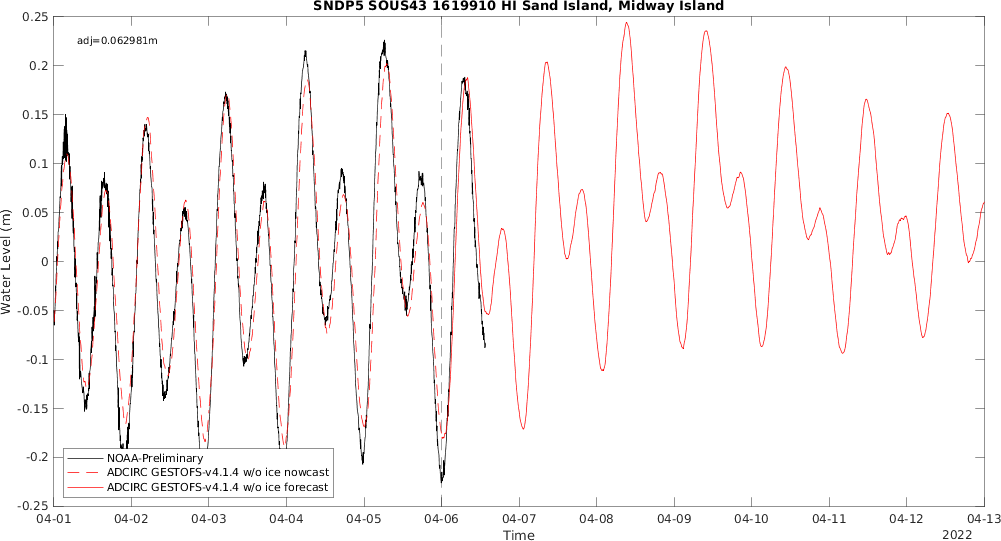 SNDP5 SOUS43 1619910 HI Sand Island, Midway Island
adj=0.062981m
0.25
0.2
0.15
0.1
0.05
0
-0.05
-0.1
-0.15
-0.2
-0.25
Water Level (m)
NOAA-Preliminary
ADCIRC GESTOFS-v4.1.4 w/o ice nowcast
ADCIRC GESTOFS-v4.1.4 w/o ice forecast
04-01 04-02 04-03 04-04 04-05 04-06 04-07 04-08 04-09 04-10 04-11 04-12 04-13
Time
2022